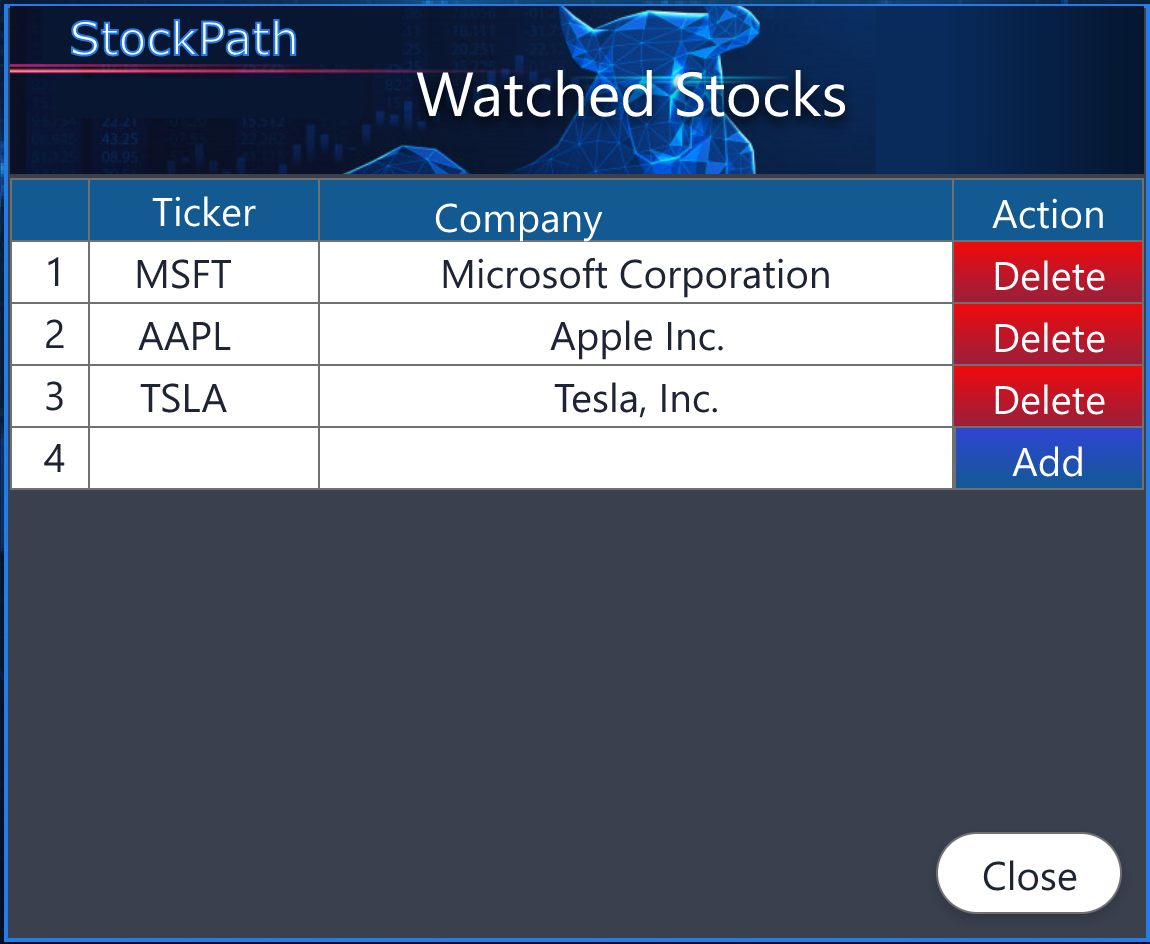 StockPath
Watched Stocks
Ticker Company Action
1 MSFT Microsoft Corporation Delete
2 AAPL Apple Inc. Delete
3 TSLA Tesla, Inc. Delete
4 Add
Close